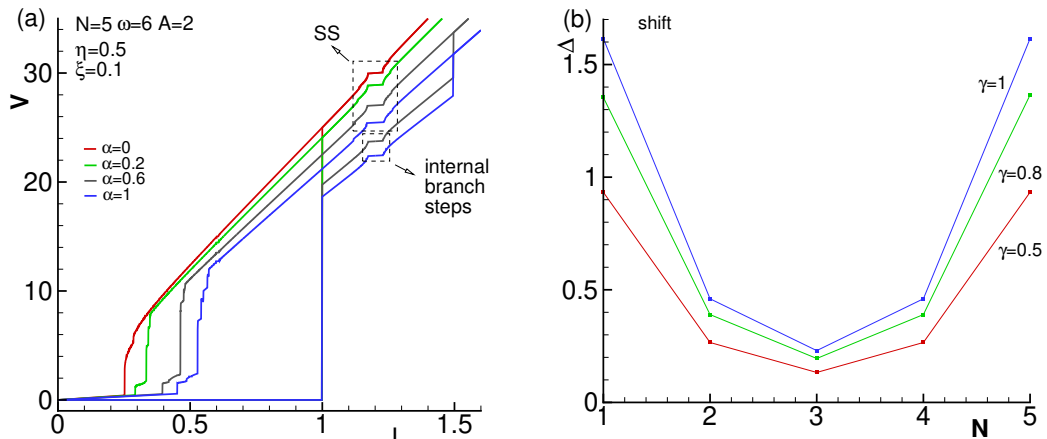 (a)
N=5 ω=6 A=2
η=0.5
ξ=0.1
SS
V
30
20
10
0
α=0
α=0.2
α=0.6
α=1
internal
branch
steps
0
0.5
1
1.5
I
(b)
shift
Δ
1.5
1
0.5
0
γ=1
γ=0.8
γ=0.5
1
2
3
4
5
N